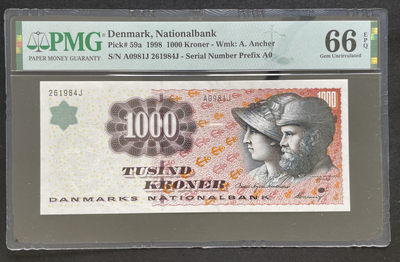 PMG
PAPER MONEY GUARANTY
Denmark, Nationalbank
Pick# 59a 1998 1000 Kroner - Wmk: A. Ancher
S/N A0981J 261984J - Serial Number Prefix A0
66 EPQ
Gem Uncirculated
261984J
A0981J
1000
1000
TUSIND
KRONER
DANMARKS NATIONALBANK